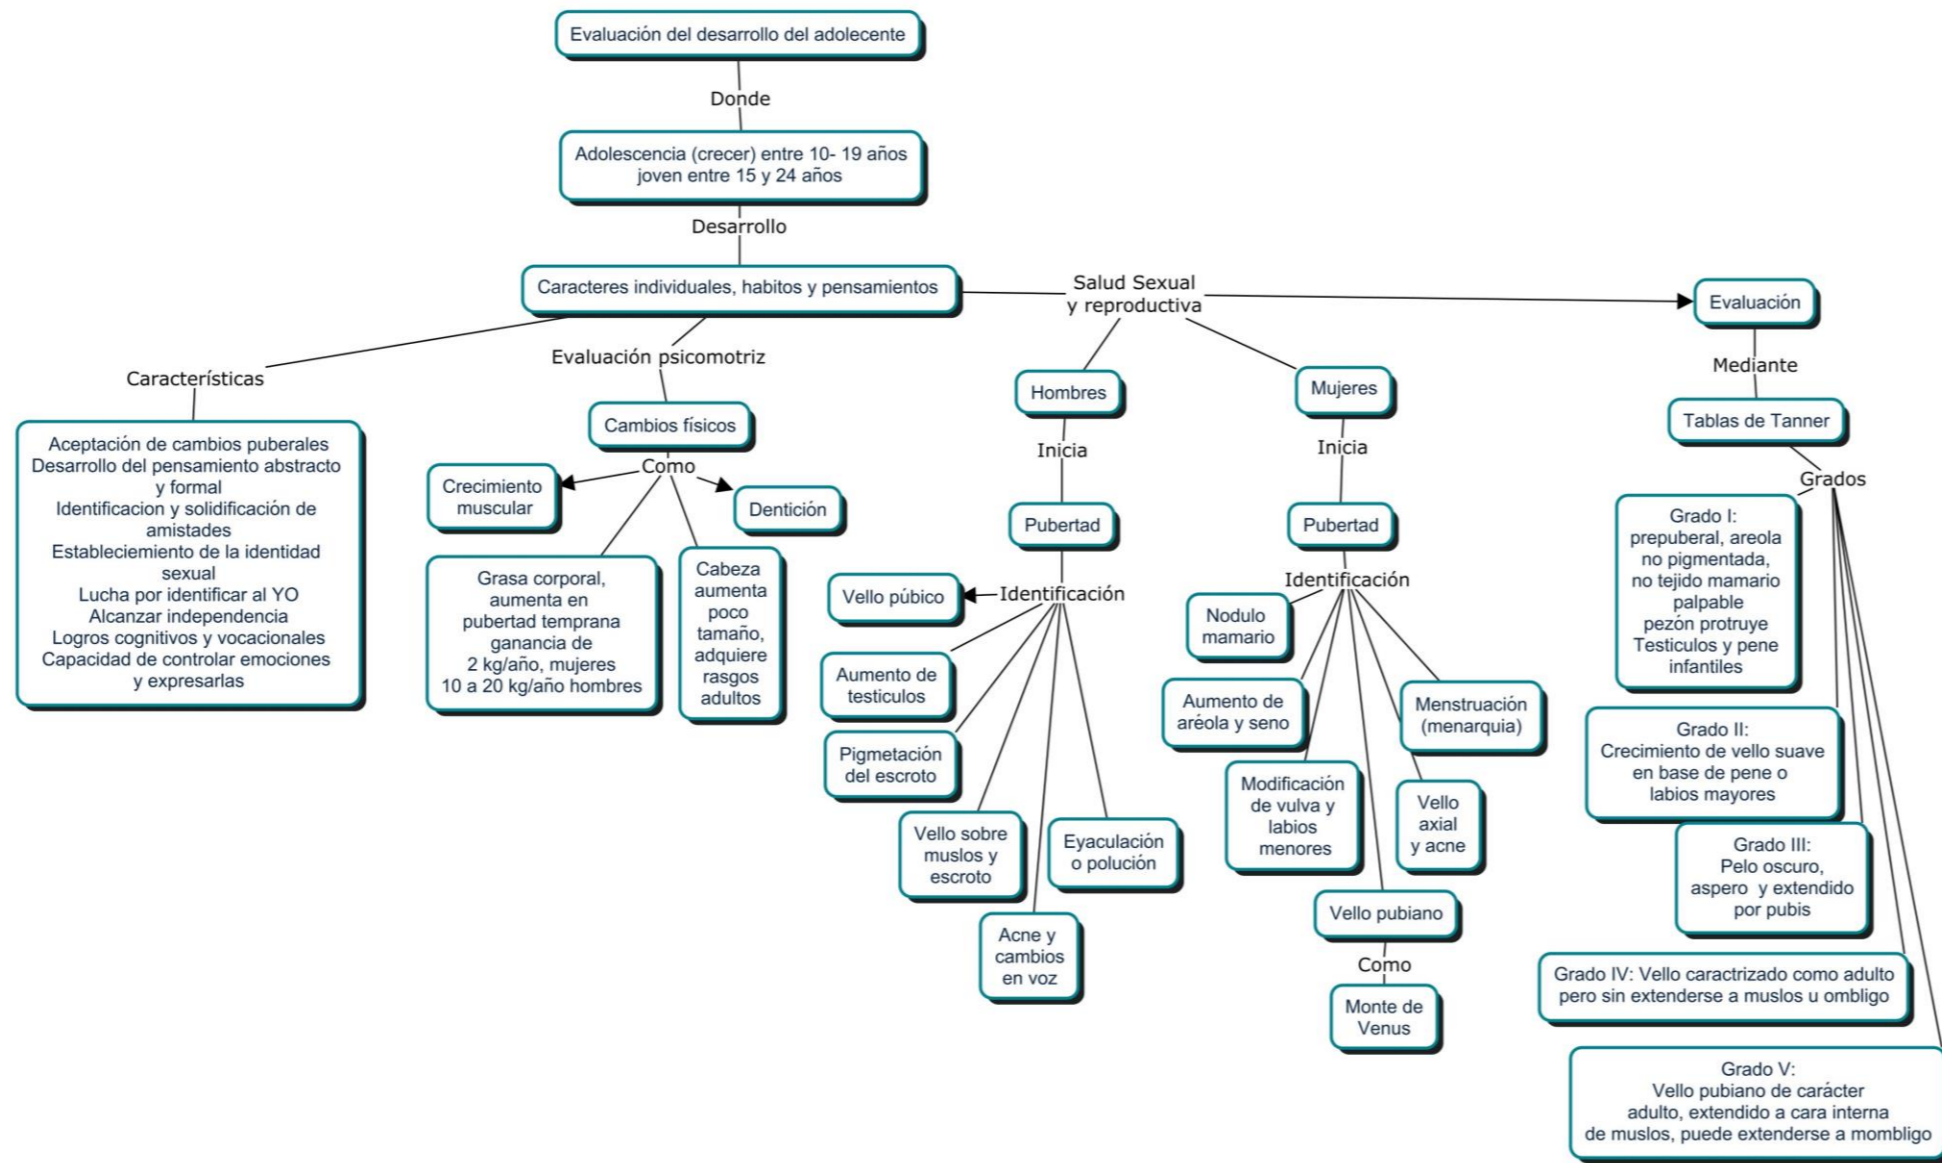 Evaluación del desarrollo del adolecente
Donde
Adolescencia (crecer) entre 10- 19 años
joven entre 15 y 24 años
Desarrollo
Caracteres individuales, habitos y pensamientos
Características
Aceptación de cambios puberales
Desarrollo del pensamiento abstracto
y formal
Identificacion y solidificación de
amistades
Estableciemiento de la identidad
sexual
Lucha por identificar al YO
Alcanzar independencia
Logros cognitivos y vocacionales
Capacidad de controlar emociones
y expresarlas
Evaluación psicomotriz
Cambios físicos
Como
Crecimiento
muscular
Dentición
Grasa corporal,
aumenta en
pubertad temprana
ganancia de
2 kg/año, mujeres
10 a 20 kg/año hombres
Cabeza
aumenta
poco
tamaño,
adquiere
rasgos
adultos
Salud Sexual
y reproductiva
Hombres
Inicia
Pubertad
Identificación
Vello púbico
Aumento de
testiculos
Pigmetación
del escroto
Vello sobre
muslos y
escroto
Acne y
cambios
en voz
Eyaculación
o polución
Mujeres
Inicia
Pubertad
Identificación
Nodulo
mamario
Aumento de
aréola y seno
Modificación
de vulva y
labios
menores
Vello pubiano
Como
Monte de
Venus
Vello
axial
y acne
Menstruación
(menarquia)
Evaluación
Mediante
Tablas de Tanner
Grados
Grado I:
prepuberal, areola
no pigmentada,
no tejido mamario
palpable
pezón protruye
Testiculos y pene
infantiles
Grado II:
Crecimiento de vello suave
en base de pene o
labios mayores
Grado III:
Pelo oscuro,
aspero y extendido
por pubis
Grado IV: Vello caractrizado como adulto
pero sin extenderse a muslos u ombligo
Grado V:
Vello pubiano de carácter
adulto, extendido a cara interna
de muslos, puede extenderse a mombligo